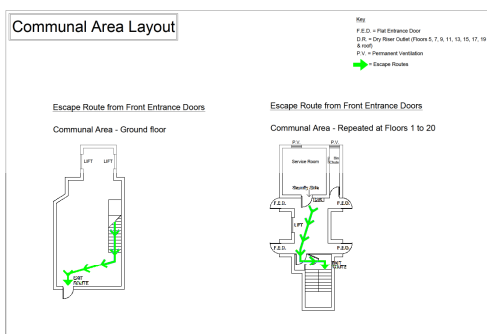 Communal Area Layout
Key
F.E.D. = Flat Entrance Door
D.R. = Dry Riser Outlet (Floors 5, 7, 9, 11, 13, 15, 17, 19
& roof)
P.V. = Permanent Ventilation
= Escape Routes
Escape Route from Front Entrance Doors
Communal Area - Ground floor
LIFT
LIFT
EXIT
ROUTE
Escape Route from Front Entrance Doors
Communal Area - Repeated at Floors 1 to 20
P.V.
P.V.
Service Room
Bin
Chute
F.E.D.
F.E.D.
LIFT
F.E.D.
F.E.D.
EXIT
ROUTE